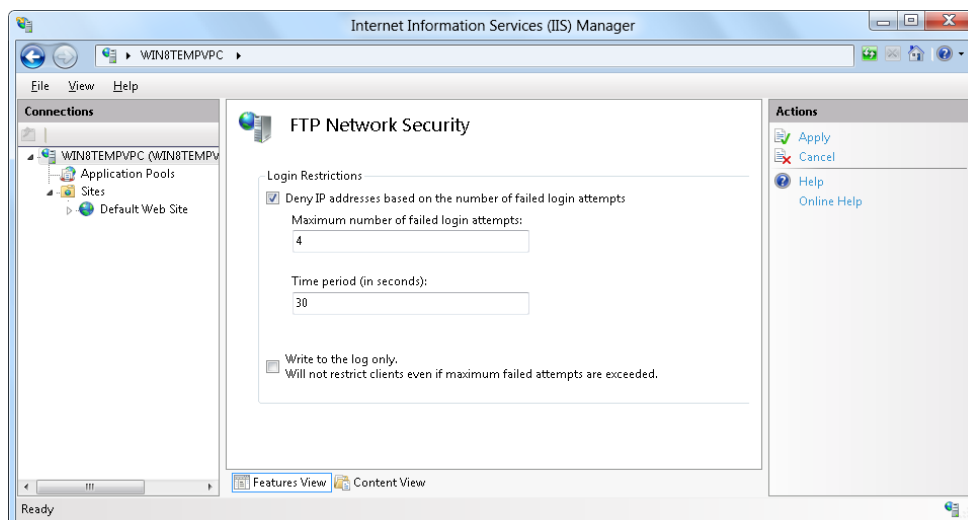 Internet Information Services (IIS) Manager
WIN8TEMPVPC
File View Help
Connections
WIN8TEMPVPC (WIN8TEMPV
Application Pools
Sites
Default Web Site
FTP Network Security
Login Restrictions
Deny IP addresses based on the number of failed login attempts
Maximum number of failed login attempts:
4
Time period (in seconds):
30
Write to the log only.
Will not restrict clients even if maximum failed attempts are exceeded.
Features View Content View
Actions
Apply
Cancel
Help
Online Help
Ready